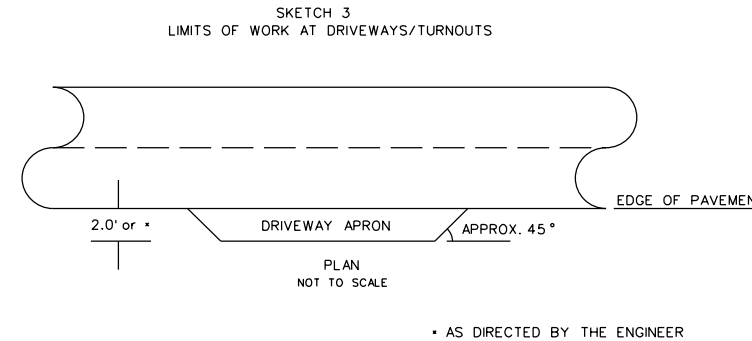 SKETCH 3
LIMITS OF WORK AT DRIVEWAYS/TURNOUTS
EDGE OF PAVEMEN
2.0' or *
DRIVEWAY APRON
APPROX. 45°
PLAN
NOT TO SCALE
* AS DIRECTED BY THE ENGINEER